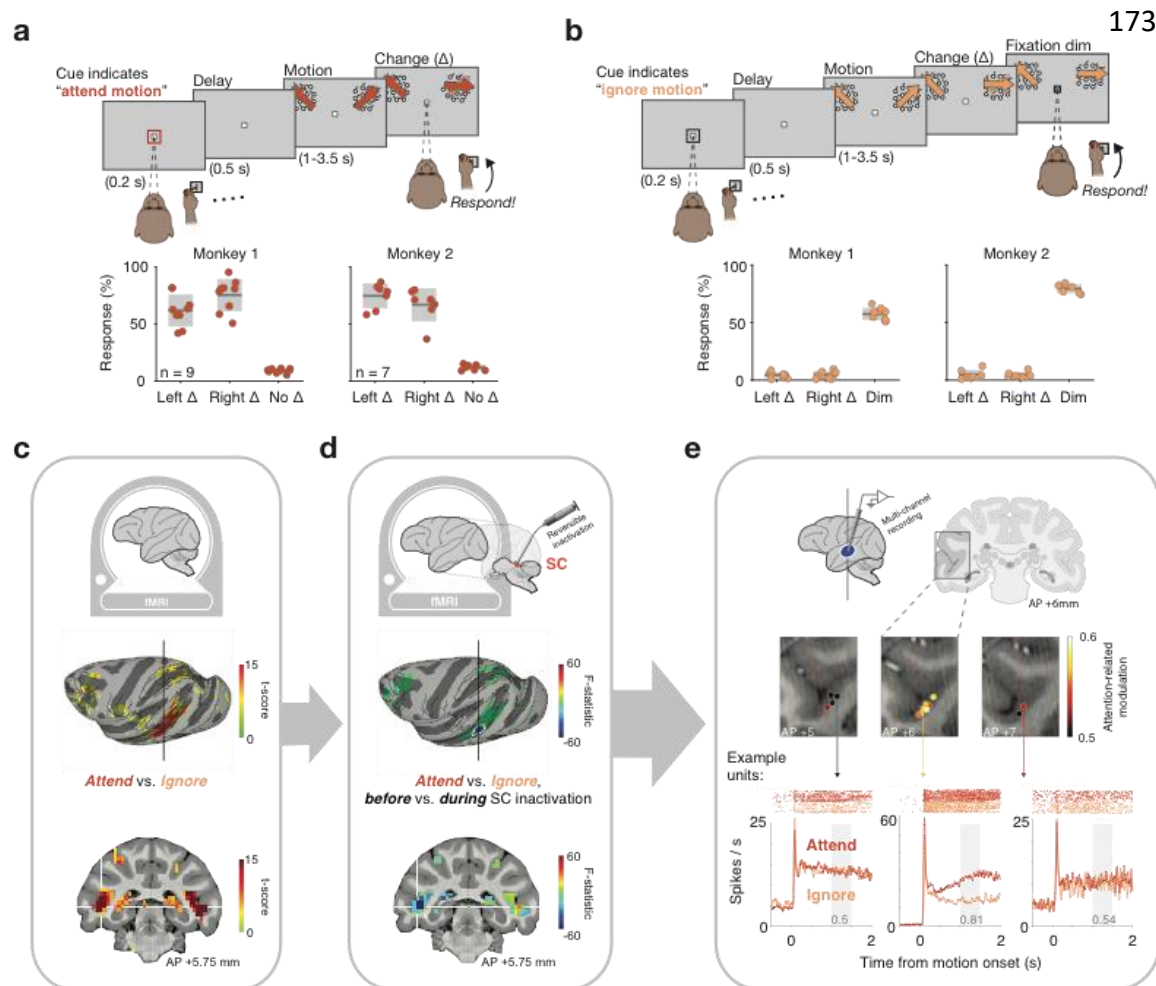 173
a
Cue indicates
“attend motion”
Delay
Motion
Change (Δ)
(0.2 s)
(0.5 s)
(1-3.5 s)
Respond!
Monkey 1
Monkey 2
Response (%)
100
50
0
n = 9
n = 7
Left Δ
Right Δ
No Δ
Left Δ
Right Δ
No Δ
b
Cue indicates
“ignore motion”
Delay
Motion
Change (Δ)
Fixation dim
(0.2 s)
(0.5 s)
(1-3.5 s)
Respond!
Monkey 1
Monkey 2
Response (%)
100
50
0
Left Δ
Right Δ
Dim
Left Δ
Right Δ
Dim
c
fMRI
15
t-score
0
Attend vs. Ignore
15
t-score
0
AP +5.75 mm
d
Reversible
inactivation
SC
fMRI
60
F-statistic
-60
Attend vs. Ignore,
before vs. during SC inactivation
60
F-statistic
-60
AP +5.75 mm
e
Multi-channel
recording
AP +6mm
AP +5
AP +6
AP +7
0.6
Attention-related
modulation
0.5
Example
units:
25
60
25
Spikes / s
Attend
Ignore
0
0
0
0.5
0.81
0.54
0
2
0
2
0
2
Time from motion onset (s)